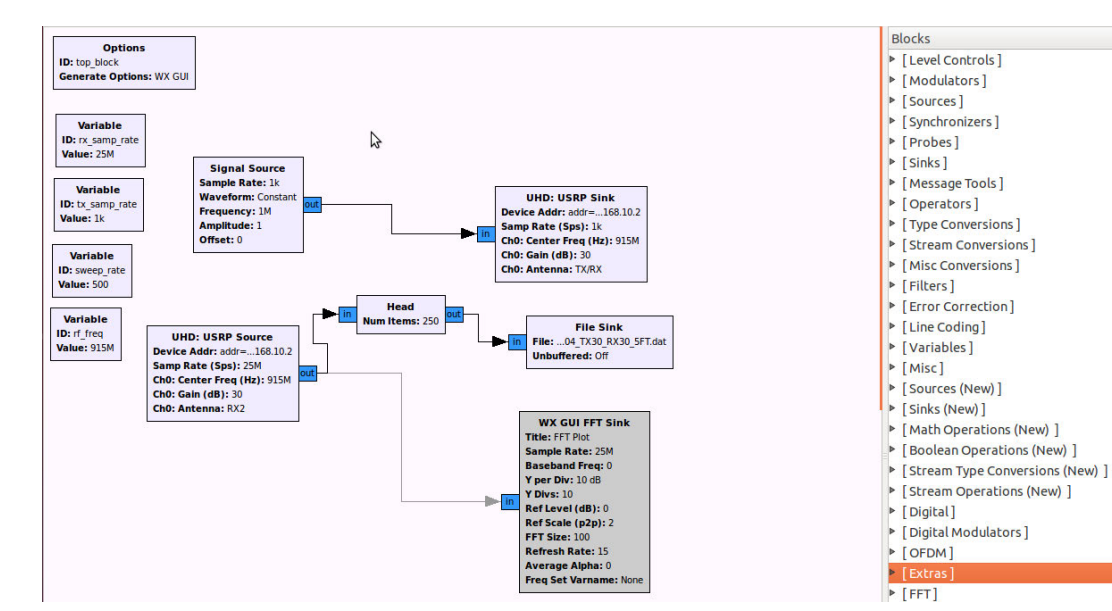 Options
ID: top_block
Generate Options: WX GUI
Variable
ID: rx_samp_rate
Value: 25M
Variable
ID: tx_samp_rate
Value: 1k
Variable
ID: sweep_rate
Value: 500
Variable
ID: rf_freq
Value: 915M
Signal Source
Sample Rate: 1k
Waveform: Constant
Frequency: 1M
Amplitude: 1
Offset: 0
out
in
UHD: USRP Sink
Device Addr: addr=...168.10.2
Samp Rate (Sps): 1k
Ch0: Center Freq (Hz): 915M
Ch0: Gain (dB): 30
Ch0: Antenna: TX/RX
UHD: USRP Source
Device Addr: addr=...168.10.2
Samp Rate (Sps): 25M
Ch0: Center Freq (Hz): 915M
Ch0: Gain (dB): 30
Ch0: Antenna: RX2
out
in
Head
Num Items: 250
out
in
File Sink
File: ...04_TX30_RX30_5FT.dat
Unbuffered: Off
in
WX GUI FFT Sink
Title: FFT Plot
Sample Rate: 25M
Baseband Freq: 0
Y per Div: 10 dB
Y Divs: 10
Ref Level (dB): 0
Ref Scale (p2p): 2
FFT Size: 100
Refresh Rate: 15
Average Alpha: 0
Freq Set Varname: None
Blocks
[ Level Controls ]
[ Modulators ]
[ Sources ]
[ Synchronizers ]
[ Probes ]
[ Sinks ]
[ Message Tools ]
[ Operators ]
[ Type Conversions ]
[ Stream Conversions ]
[ Misc Conversions ]
[ Filters ]
[ Error Correction ]
[ Line Coding ]
[ Variables ]
[ Misc ]
[ Sources (New) ]
[ Sinks (New) ]
[ Math Operations (New) ]
[ Boolean Operations (New) ]
[ Stream Type Conversions (New) ]
[ Stream Operations (New) ]
[ Digital ]
[ Digital Modulators ]
[ OFDM ]
[ Extras ]
[ FFT ]